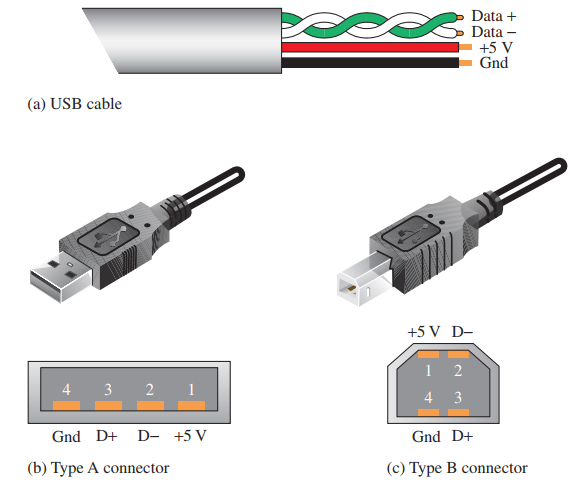 Data +
Data –
+5 V
Gnd
(a) USB cable
+5 V D–
1 2
4 3
Gnd D+
4 3 2 1
Gnd D+ D– +5 V
(b) Type A connector
(c) Type B connector